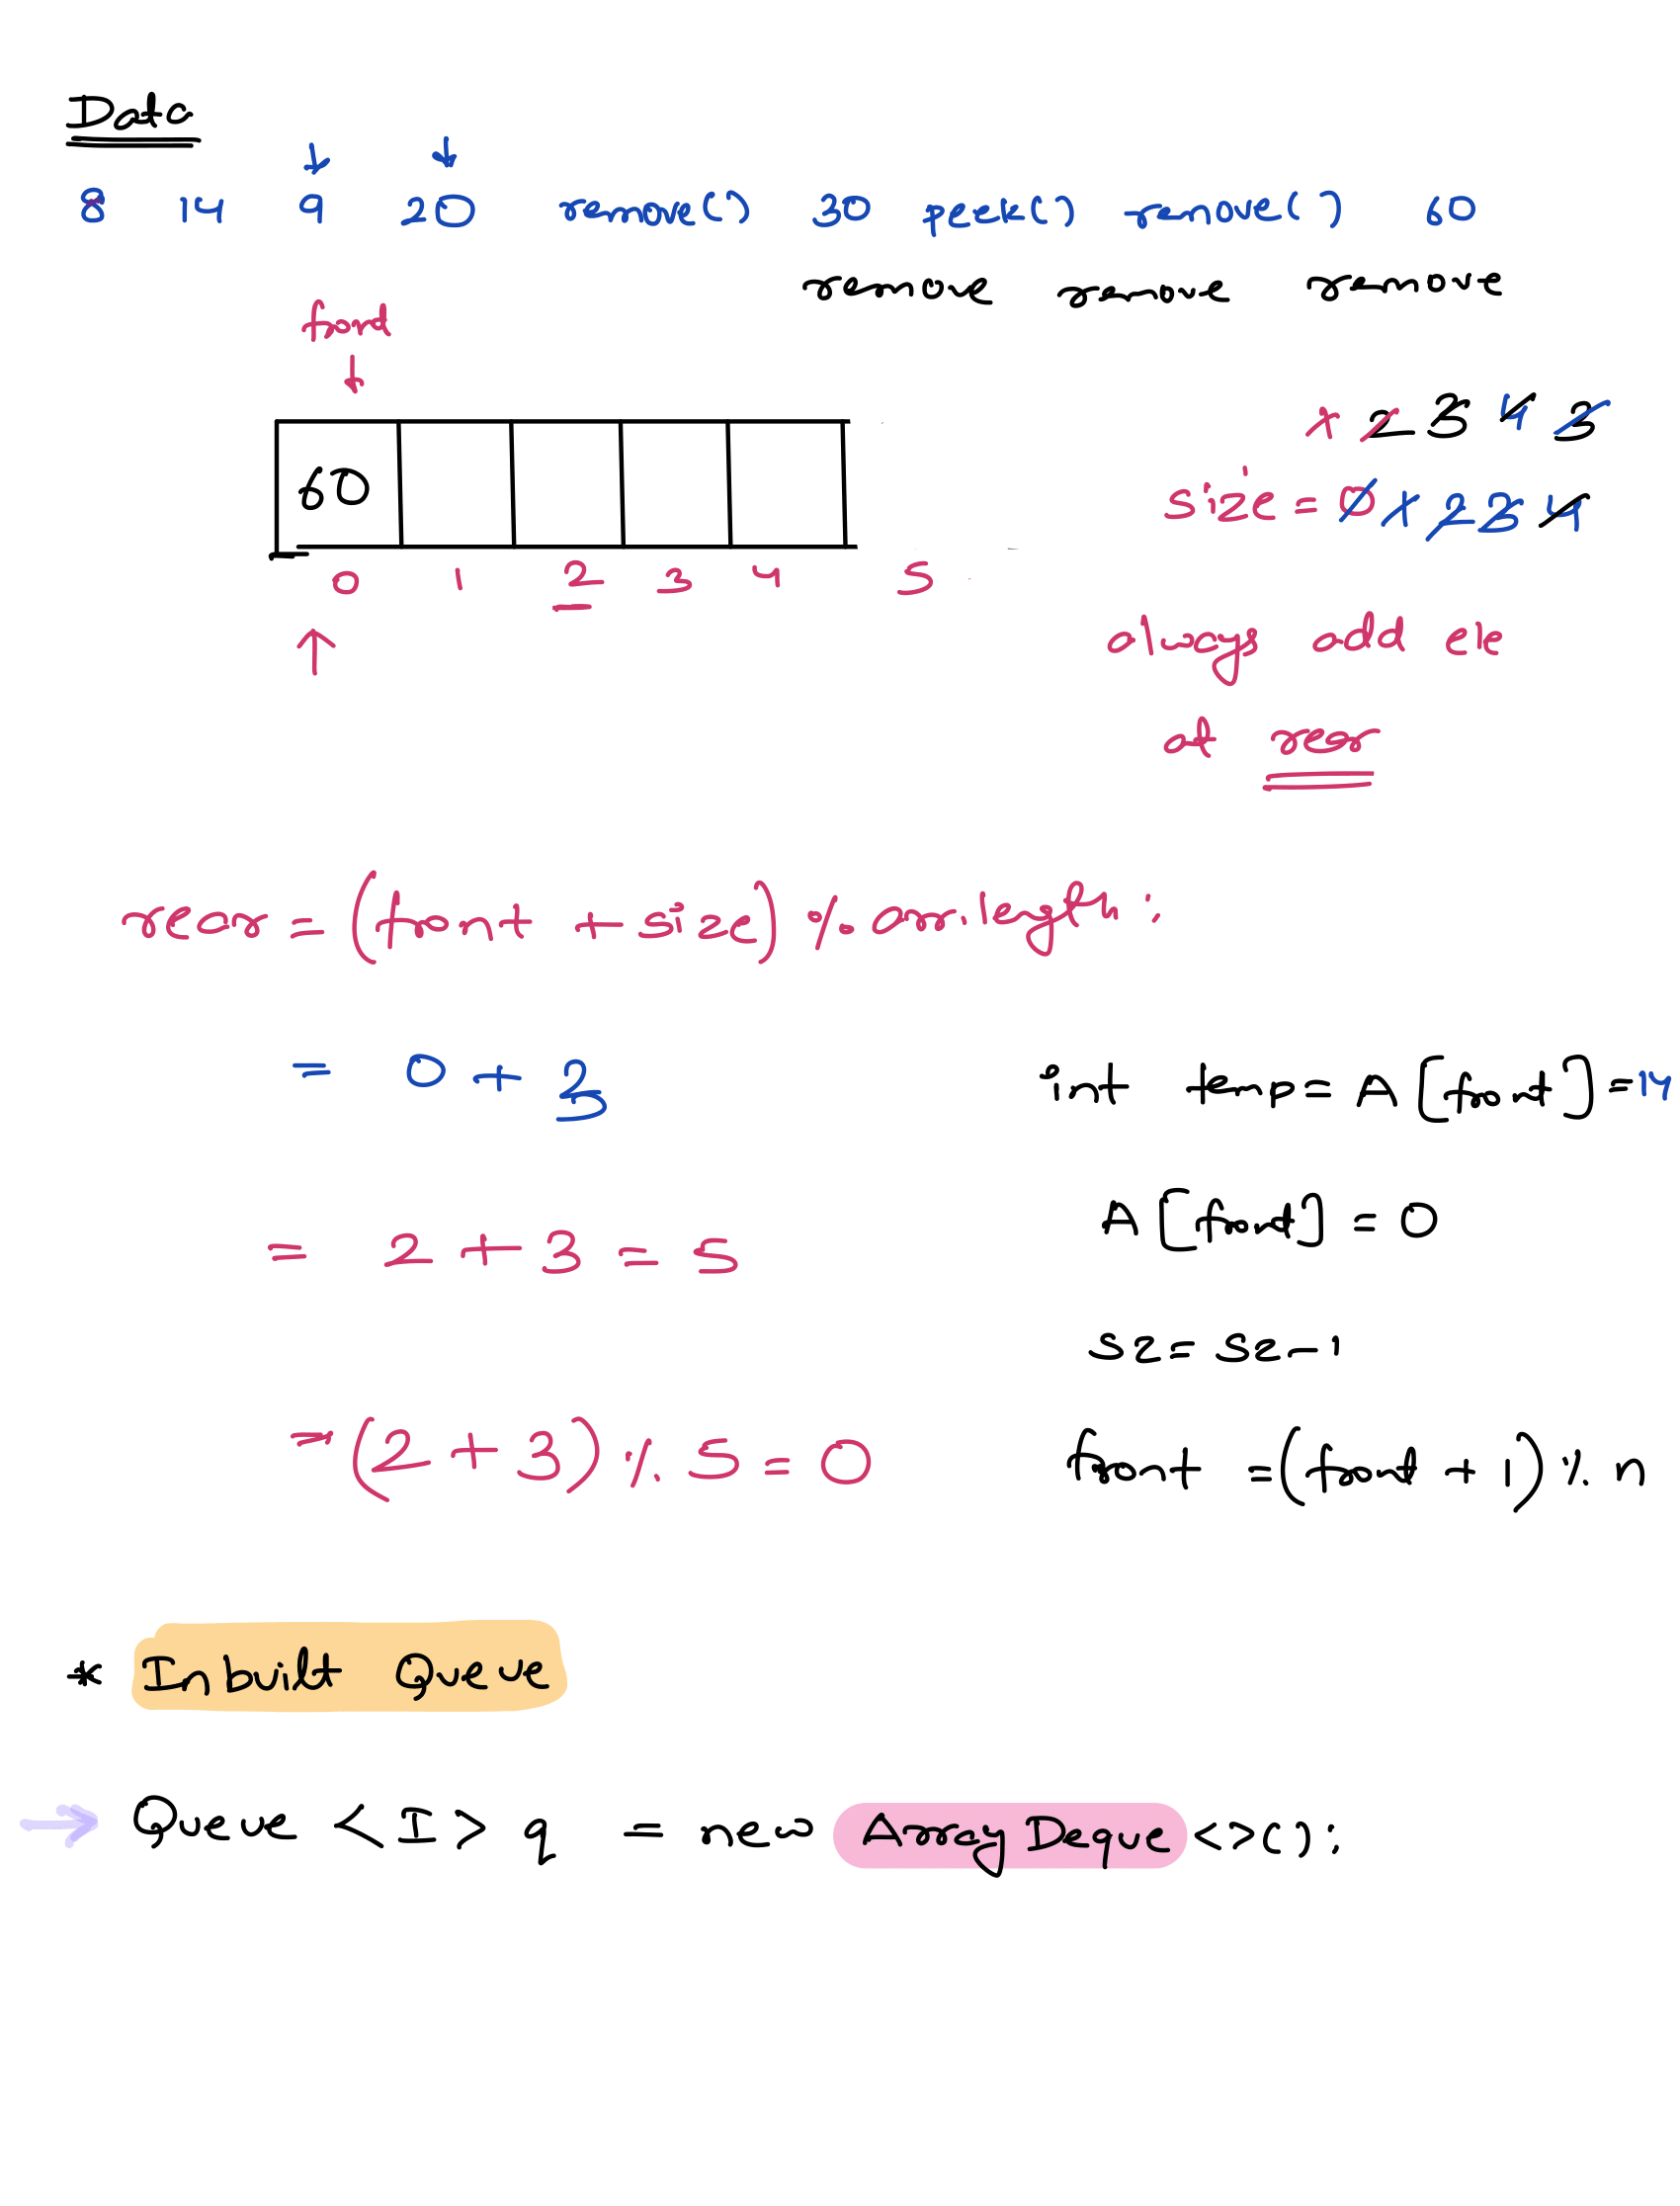 Data
8 14 9 20 remove() 30 peek() remove() 60
remove remove remove
front
1 2 3 4 3
60
size = 0 1 2 3 4
0 1 2 3 4 5
always add ele
at rear
rear = (front + size) % arr.length ;
= 0 + 3
int temp = A[front] = 14
A[front] = 0
= 2 + 3 = 5
sz = sz - 1
= (2 + 3) % 5 = 0
front = (front + 1) % n
* Inbuilt Queue
→ Queue <I> q = new ArrayDeque <>();